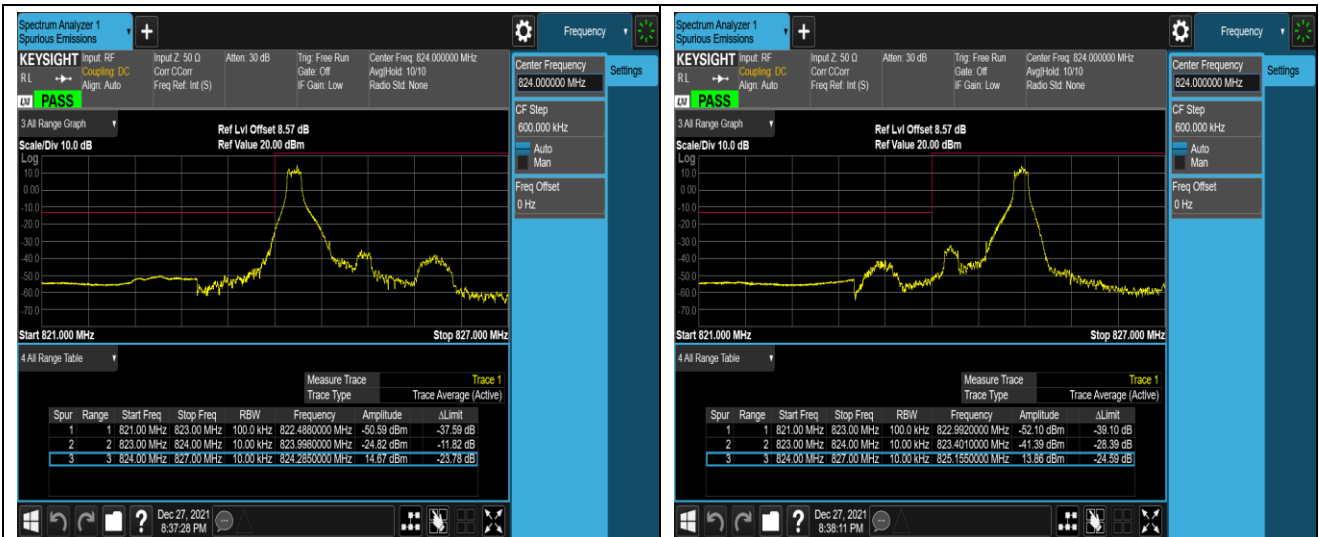 Spectrum Analyzer 1
Spurious Emissions
+
Frequency
KEYSIGHT Input: RF Input Z: 50 Ω Atten: 30 dB Trig: Free Run Center Freq: 824.000000 MHz
RL Coupling: DC Corr CCorr Gate: Off Avg|Hold: 10/10
Align: Auto Freq Ref: Int (S) IF Gain: Low Radio Std: None
LXI PASS
3 All Range Graph
Ref Lvl Offset 8.57 dB
Scale/Div 10.0 dB Ref Value 20.00 dBm
Log
10.0
0.00
-10.0
-20.0
-30.0
-40.0
-50.0
-60.0
-70.0
Start 821.000 MHz Stop 827.000 MHz
4 All Range Table
Measure Trace Trace 1
Trace Type Trace Average (Active)
Spur Range Start Freq Stop Freq RBW Frequency Amplitude ΔLimit
1 1 821.00 MHz 823.00 MHz 100.0 kHz 822.4880000 MHz -50.59 dBm -37.59 dB
2 2 823.00 MHz 824.00 MHz 10.00 kHz 823.9980000 MHz -24.82 dBm -11.82 dB
3 3 824.00 MHz 827.00 MHz 10.00 kHz 824.2850000 MHz 14.67 dBm -23.78 dB
Center Frequency
824.000000 MHz
Settings
CF Step
600.000 kHz
Auto
Man
Freq Offset
0 Hz
?
Dec 27, 2021
8:37:28 PM
Spectrum Analyzer 1
Spurious Emissions
+
Frequency
KEYSIGHT Input: RF Input Z: 50 Ω Atten: 30 dB Trig: Free Run Center Freq: 824.000000 MHz
RL Coupling: DC Corr CCorr Gate: Off Avg|Hold: 10/10
Align: Auto Freq Ref: Int (S) IF Gain: Low Radio Std: None
LXI PASS
3 All Range Graph
Ref Lvl Offset 8.57 dB
Scale/Div 10.0 dB Ref Value 20.00 dBm
Log
10.0
0.00
-10.0
-20.0
-30.0
-40.0
-50.0
-60.0
-70.0
Start 821.000 MHz Stop 827.000 MHz
4 All Range Table
Measure Trace Trace 1
Trace Type Trace Average (Active)
Spur Range Start Freq Stop Freq RBW Frequency Amplitude ΔLimit
1 1 821.00 MHz 823.00 MHz 100.0 kHz 822.9920000 MHz -52.10 dBm -39.10 dB
2 2 823.00 MHz 824.00 MHz 10.00 kHz 823.4010000 MHz -41.39 dBm -28.39 dB
3 3 824.00 MHz 827.00 MHz 10.00 kHz 825.1550000 MHz 13.86 dBm -24.59 dB
Center Frequency
824.000000 MHz
Settings
CF Step
600.000 kHz
Auto
Man
Freq Offset
0 Hz
?
Dec 27, 2021
8:38:11 PM